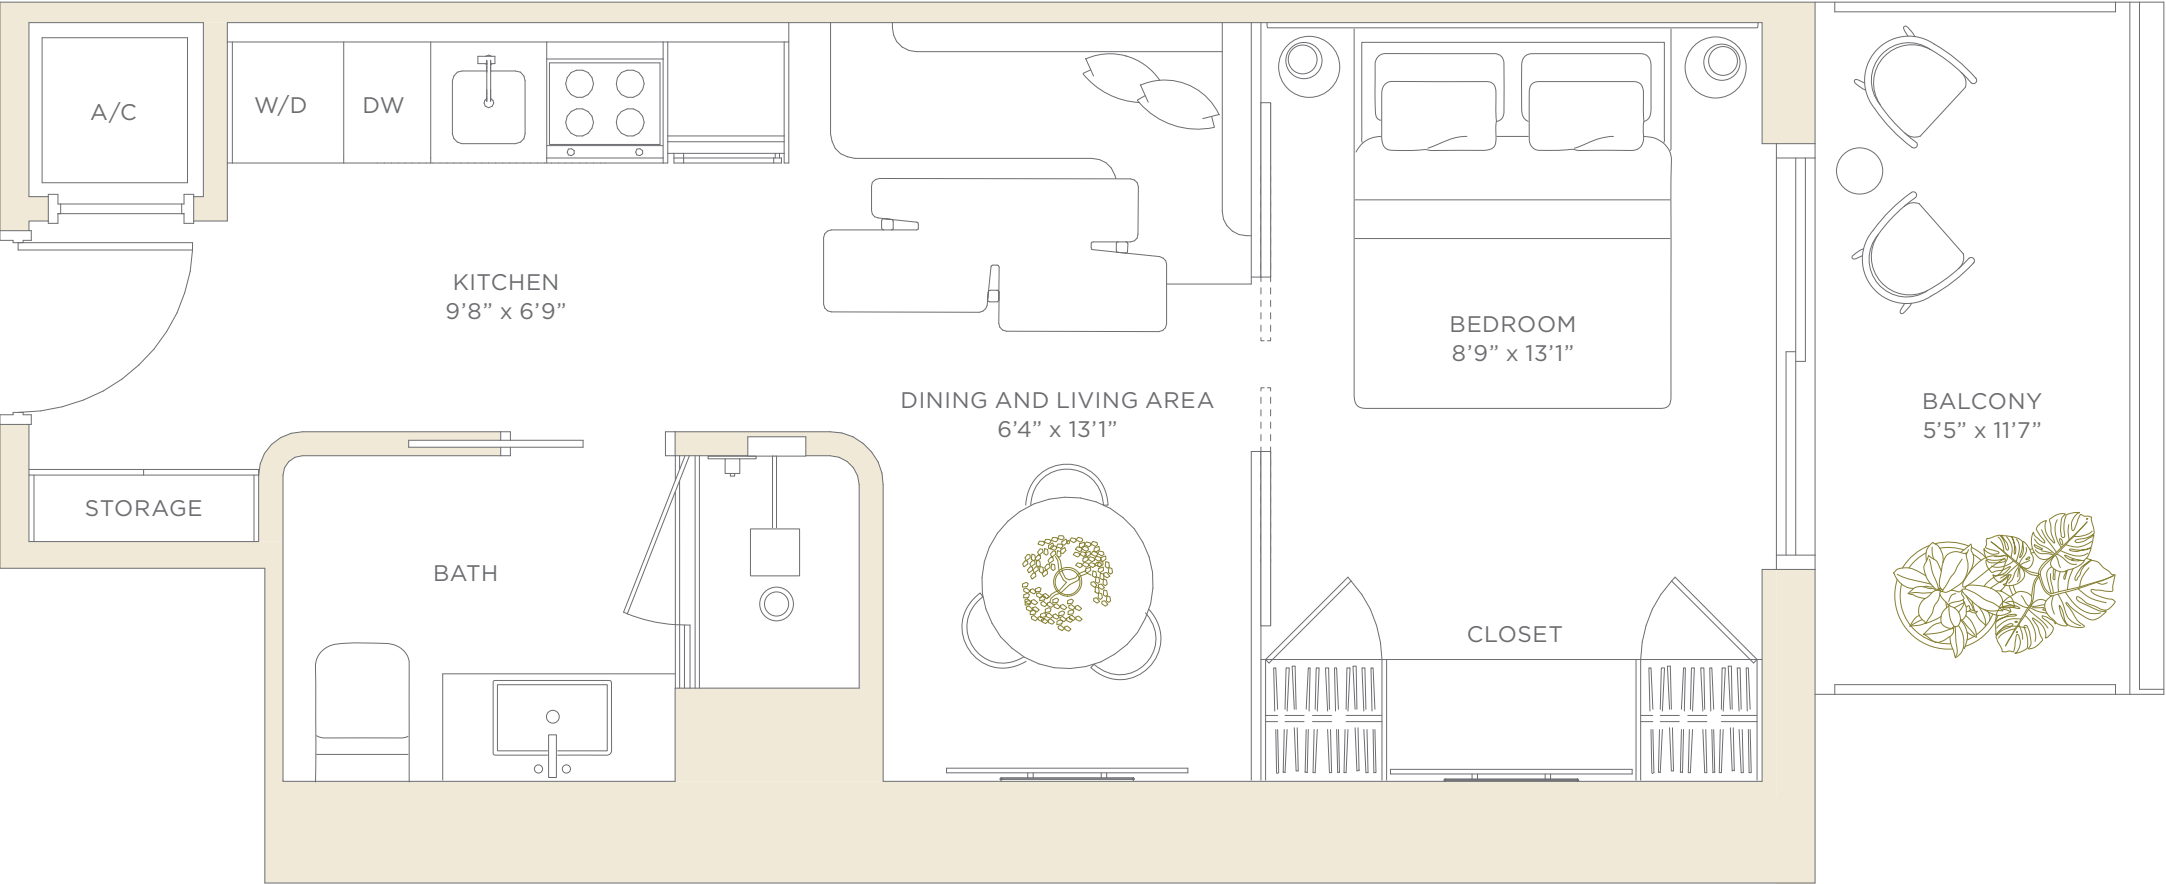 A/C
W/D
DW
KITCHEN
9’8” x 6’9”
BEDROOM
8’9” x 13’1”
DINING AND LIVING AREA
6’4” x 13’1”
BALCONY
5’5” x 11’7”
STORAGE
BATH
CLOSET